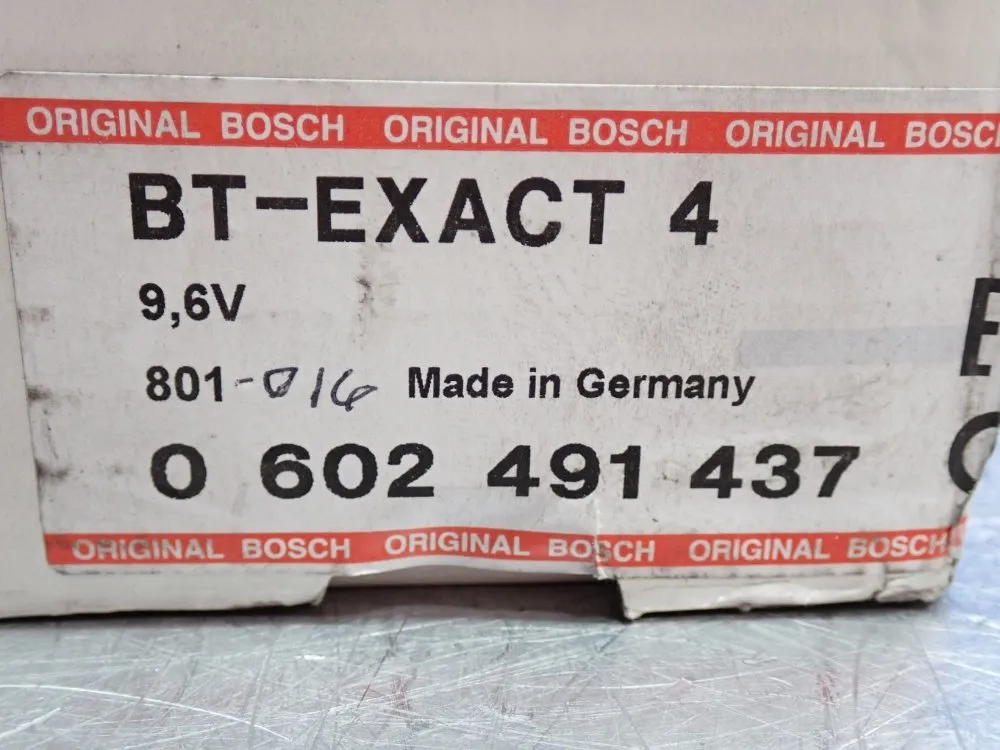 ORIGINAL BOSCH ORIGINAL BOSCH ORIGINAL BOSC
BT-EXACT 4
9,6V
801-016 Made in Germany
0 602 491 437
ORIGINAL BOSCH ORIGINAL BOSCH ORIGINAL BOSCH